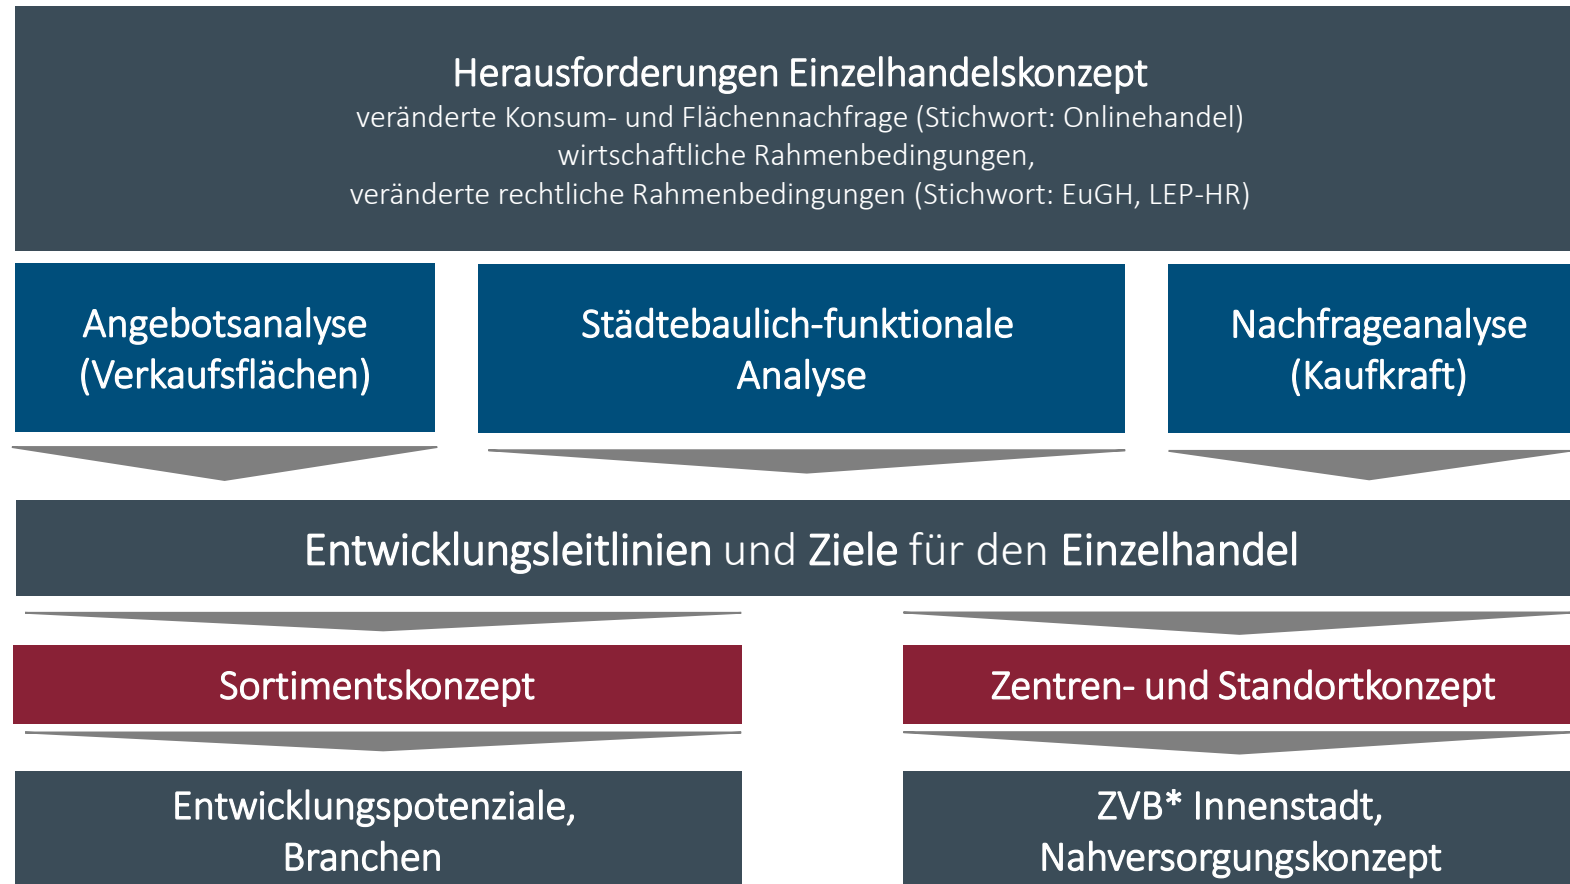 Herausforderungen Einzelhandelskonzept
veränderte Konsum- und Flächennachfrage (Stichwort: Onlinehandel)
wirtschaftliche Rahmenbedingungen,
veränderte rechtliche Rahmenbedingungen (Stichwort: EuGH, LEP-HR)
Angebotsanalyse
(Verkaufsflächen)
Städtebaulich-funktionale
Analyse
Nachfrageanalyse
(Kaufkraft)
Entwicklungsleitlinien und Ziele für den Einzelhandel
Sortimentskonzept
Zentren- und Standortkonzept
Entwicklungspotenziale,
Branchen
ZVB* Innenstadt,
Nahversorgungskonzept